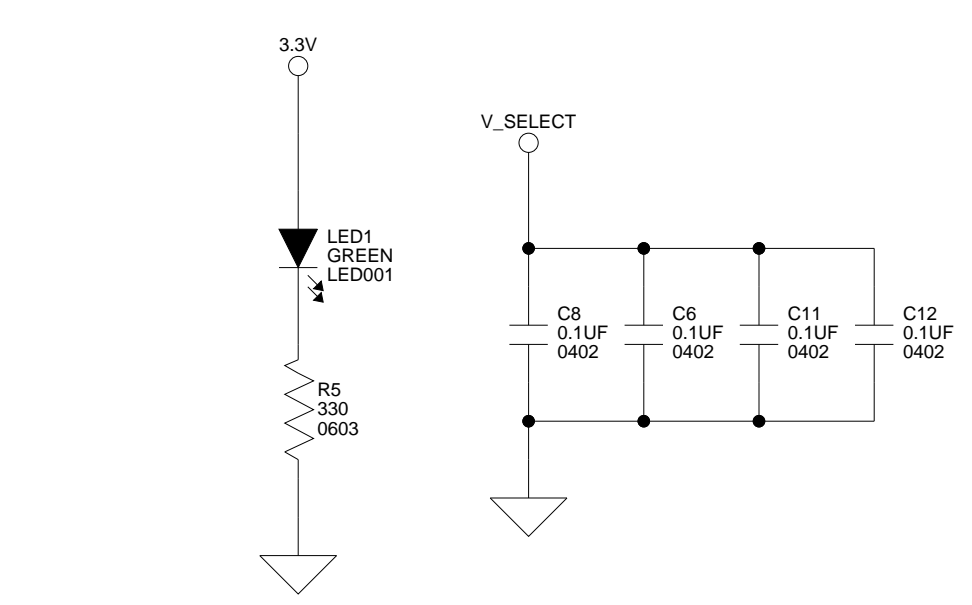 3.3V
LED1
GREEN
LED001
R5
330
0603
V_SELECT
C8
0.1UF
0402
C6
0.1UF
0402
C11
0.1UF
0402
C12
0.1UF
0402